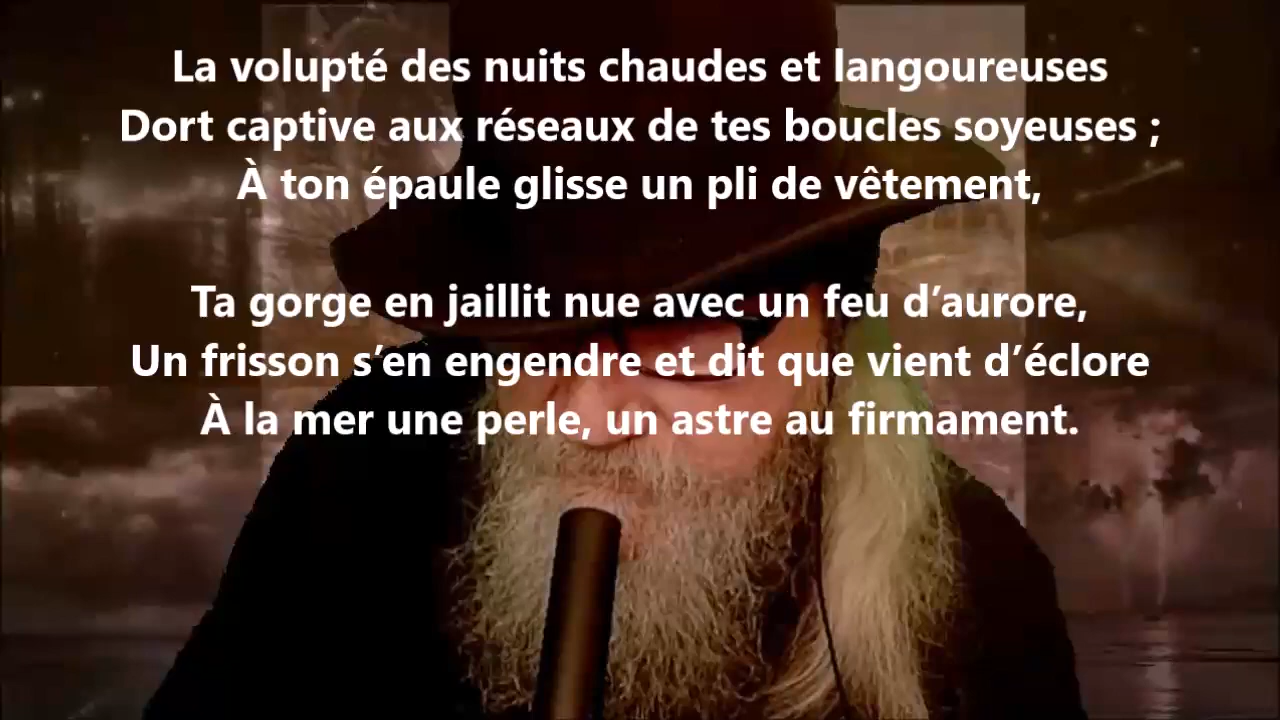 La volupté des nuits chaudes et langoureuses
Dort captive aux réseaux de tes boucles soyeuses ;
À ton épaule glisse un pli de vêtement,
Ta gorge en jaillit nue avec un feu d’aurore,
Un frisson s’en engendre et dit que vient d’éclore
À la mer une perle, un astre au firmament.